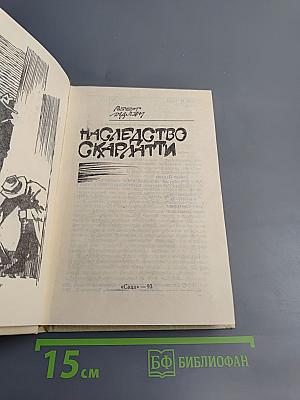 РОБЕРТ
ЛАДЛЭМ
НАСЛЕДСТВО
СКАРЛАТТИ
«Сада» — 93
15 см
БФ БИБЛИОФАН